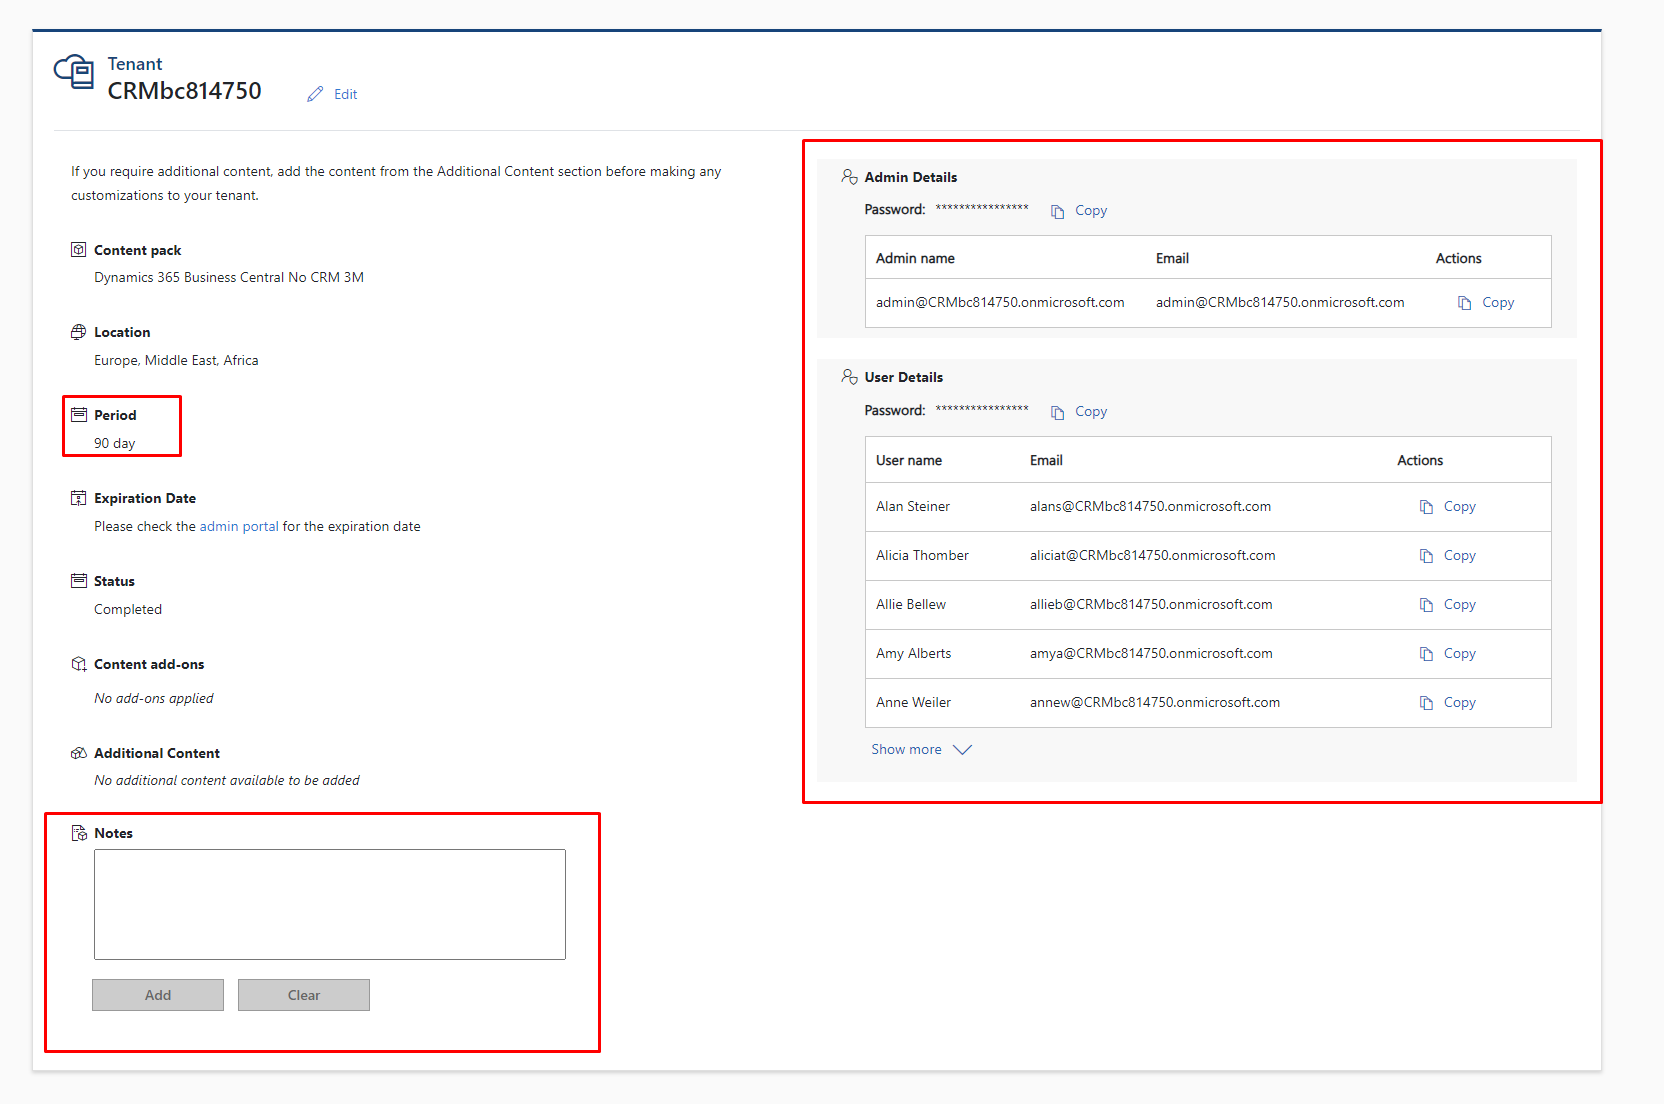 Tenant
CRMbc814750
Edit
If you require additional content, add the content from the Additional Content section before making any
customizations to your tenant.
Content pack
Dynamics 365 Business Central No CRM 3M
Location
Europe, Middle East, Africa
Period
90 day
Expiration Date
Please check the admin portal for the expiration date
Status
Completed
Content add-ons
No add-ons applied
Additional Content
No additional content available to be added
Notes
Add Clear
Admin Details
Password: **************** Copy
Admin name Email Actions
admin@CRMbc814750.onmicrosoft.com admin@CRMbc814750.onmicrosoft.com Copy
User Details
Password: **************** Copy
User name Email Actions
Alan Steiner alans@CRMbc814750.onmicrosoft.com Copy
Alicia Thomber aliciat@CRMbc814750.onmicrosoft.com Copy
Allie Bellew allieb@CRMbc814750.onmicrosoft.com Copy
Amy Alberts amya@CRMbc814750.onmicrosoft.com Copy
Anne Weiler annew@CRMbc814750.onmicrosoft.com Copy
Show more